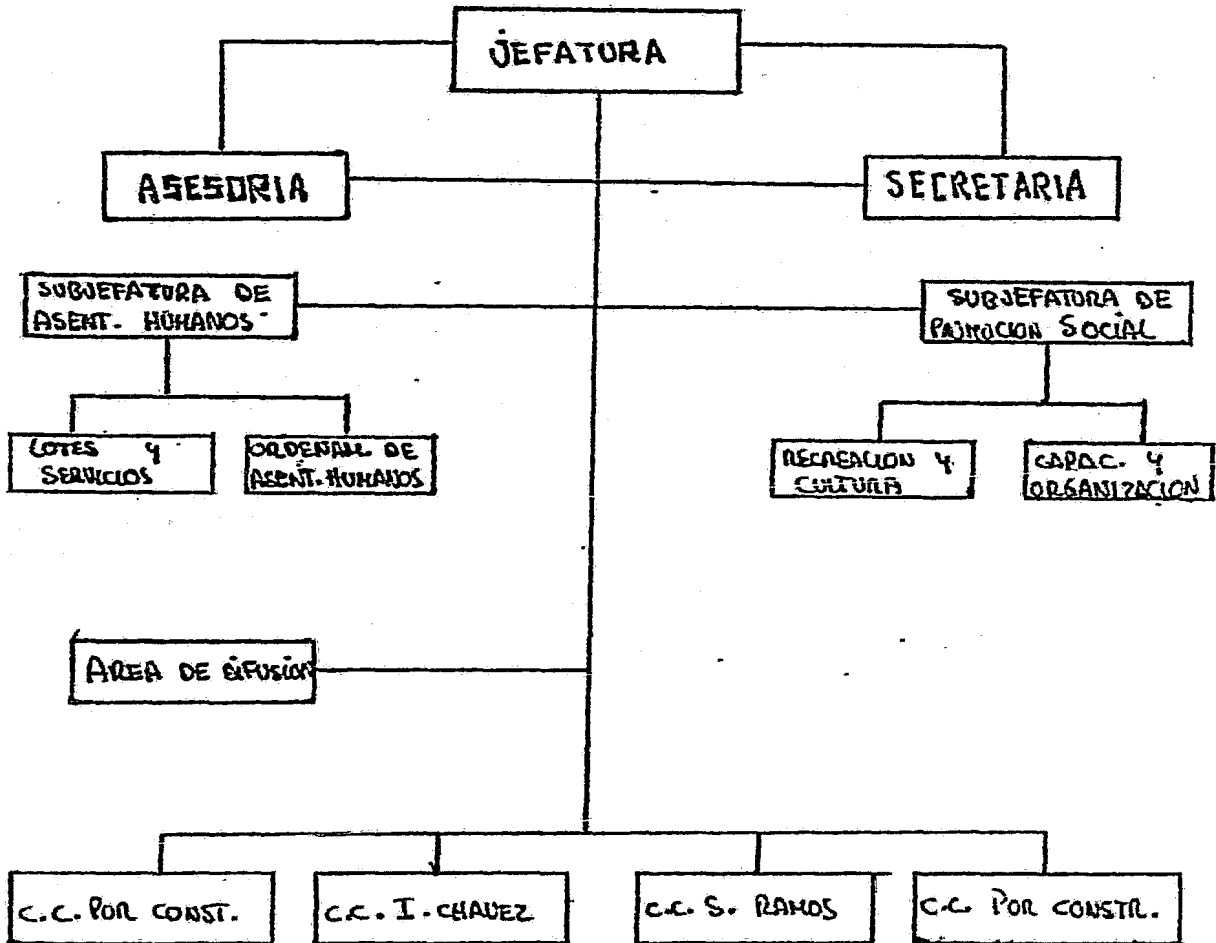 JEFATURA
ASESORIA
SECRETARIA
SUBJEFATURA DE
ASENT. HUMANOS
SUBJEFATURA DE
PROMOCION SOCIAL
LOTES Y
SERVICIOS
DE
ASENT. HUMANOS
RECREACION Y
CULTURA
CAPAC. Y
ORGANIZACION
AREA DE DIFUSION
C.C. POR CONST.
C.C. I. CHAVEZ
C.C. S. RAMOS
C.C. POR CONSTR.